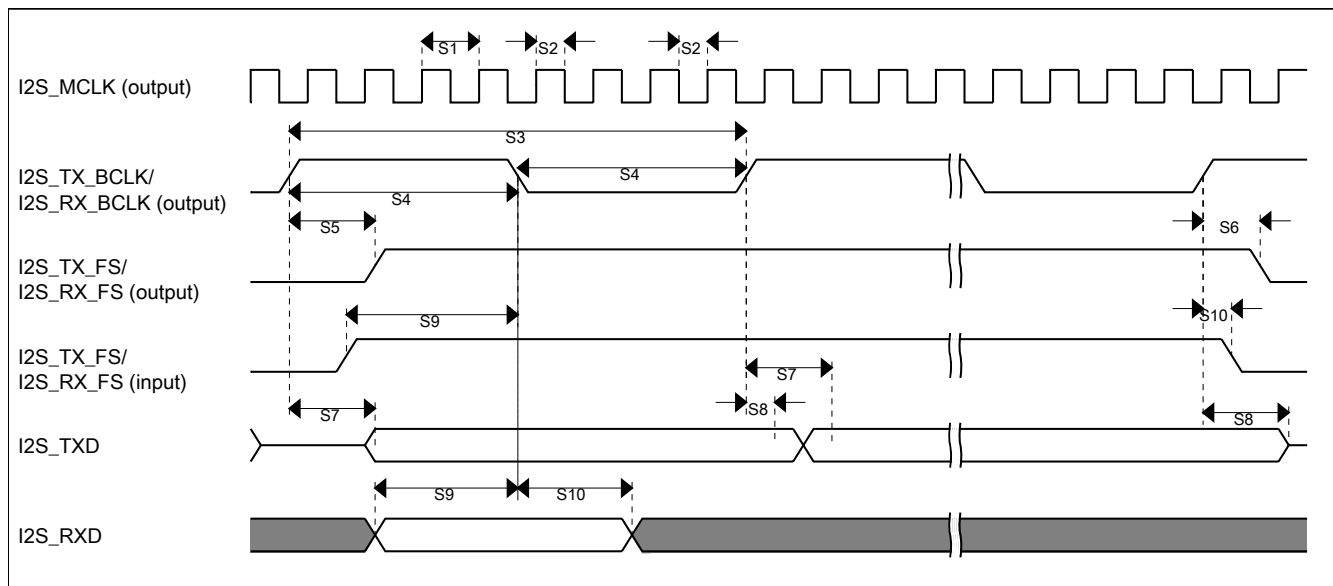 S1
S2
S2
I2S_MCLK (output)
S3
I2S_TX_BCLK/
I2S_RX_BCLK (output)
S4
S4
S5
S6
I2S_TX_FS/
I2S_RX_FS (output)
S9
S10
I2S_TX_FS/
I2S_RX_FS (input)
S7
S7
S8
S8
I2S_TXD
S9
S10
I2S_RXD